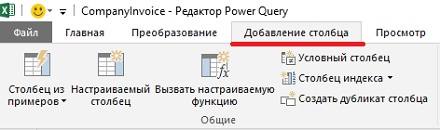 CompanyInvoice - Редактор Power Query
Файл Главная Преобразование Добавление столбца Просмотр
Столбец из
примеров
Настраиваемый
столбец
Вызвать настраиваемую
функцию
Условный столбец
Столбец индекса
Создать дубликат столбца
Общие